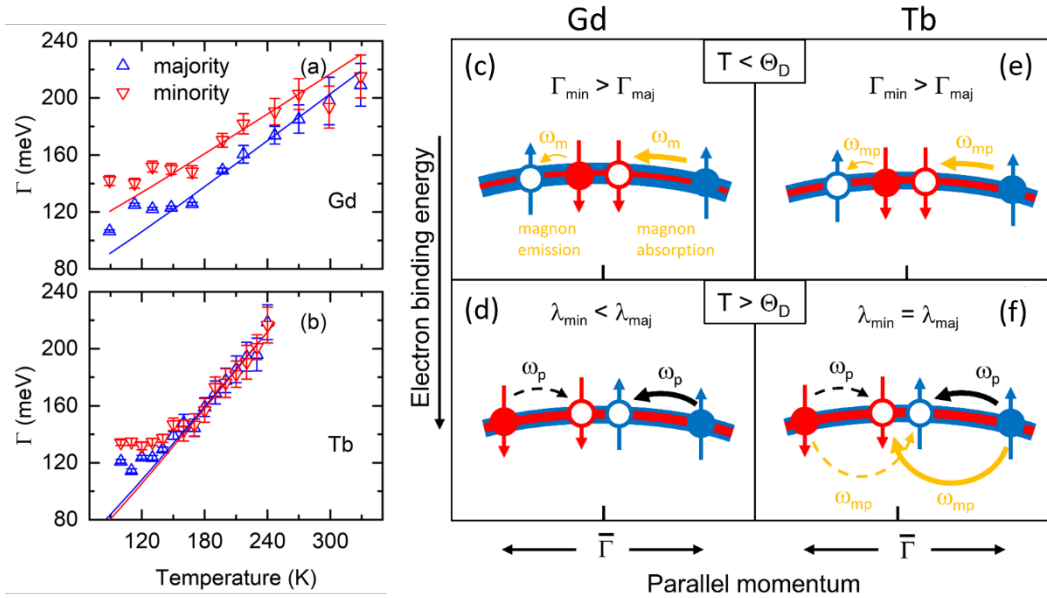 240
200
160
120
80
Γ (meV)
majority
minority
(a)
Gd
240
200
160
120
80
Γ (meV)
(b)
Tb
120
180
240
300
Temperature (K)
Gd
Tb
Electron binding energy
(c)
T < Θ_D
(e)
Γ_min > Γ_maj
Γ_min > Γ_maj
ω_m
ω_m
ω_mp
ω_mp
magnon
emission
magnon
absorption
(d)
T > Θ_D
(f)
λ_min < λ_maj
λ_min = λ_maj
ω_p
ω_p
ω_p
ω_p
ω_mp
ω_mp
Γ̅
Γ̅
Parallel momentum